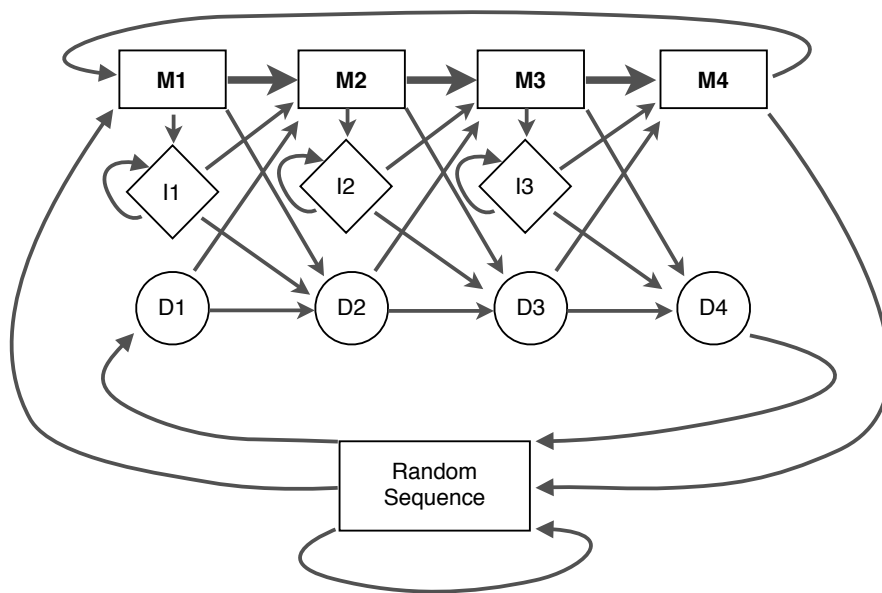 M1
M2
M3
M4
I1
I2
I3
D1
D2
D3
D4
Random
Sequence